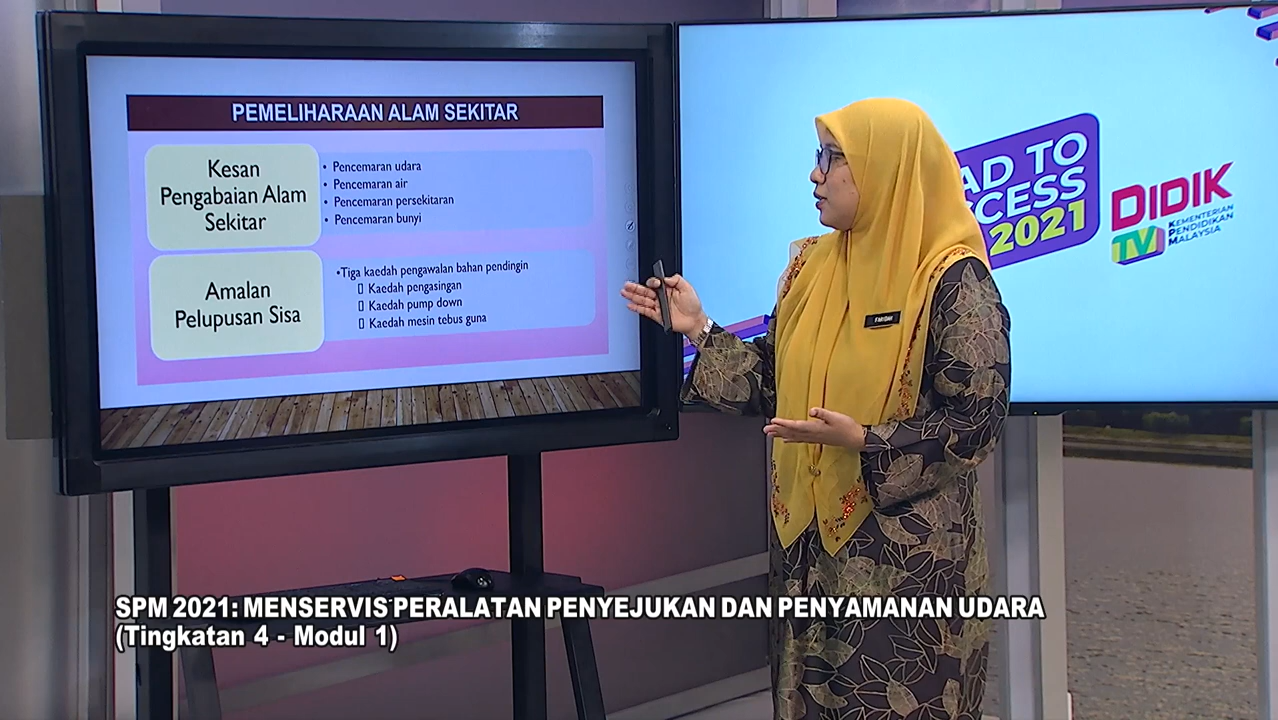 PEMELIHARAAN ALAM SEKITAR
Kesan
Pengabaian Alam
Sekitar
• Pencemaran udara
• Pencemaran air
• Pencemaran persekitaran
• Pencemaran bunyi
Amalan
Pelupusan Sisa
•Tiga kaedah pengawalan bahan pendingin
▯ Kaedah pengasingan
▯ Kaedah pump down
▯ Kaedah mesin tebus guna
AD TO
CCESS
2021
DIDIK
TV
KEMENTERIAN
PENDIDIKAN
MALAYSIA
FARIDAH
SPM 2021: MENSERVIS PERALATAN PENYEJUKAN DAN PENYAMANAN UDARA
(Tingkatan 4 - Modul 1)